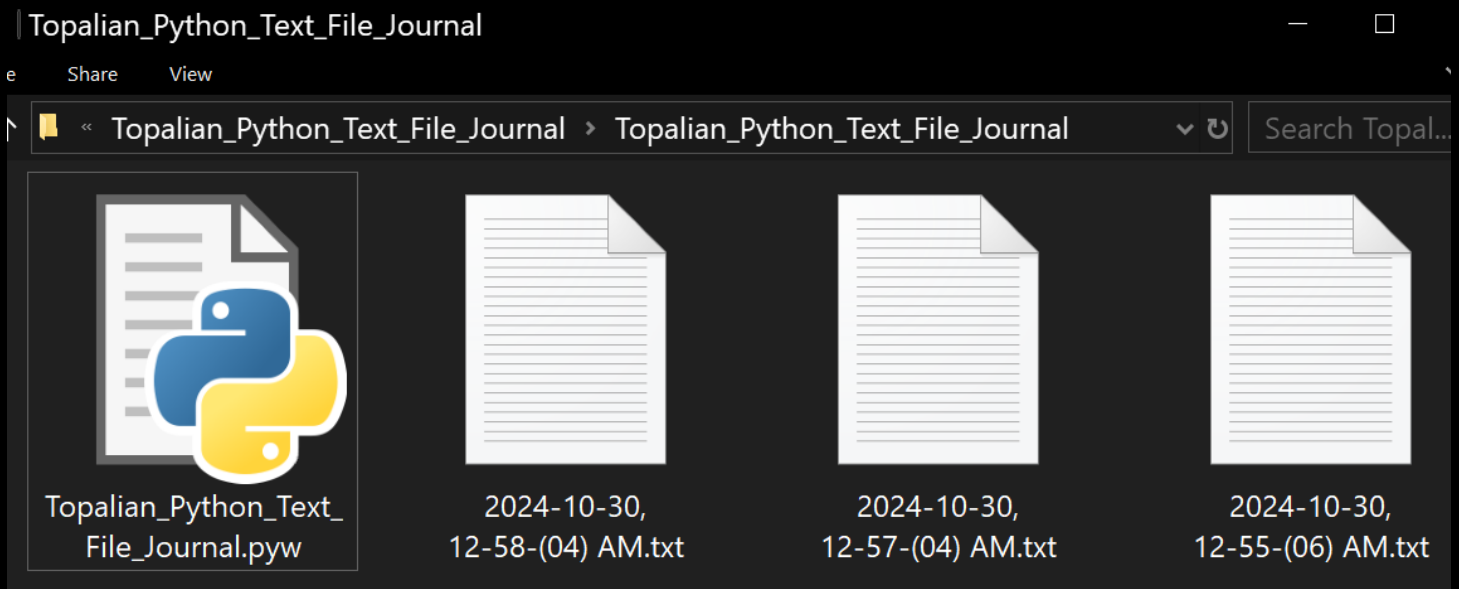 Topalian_Python_Text_File_Journal
e Share View
« Topalian_Python_Text_File_Journal > Topalian_Python_Text_File_Journal Search Topal...
Topalian_Python_Text_
File_Journal.pyw
2024-10-30,
12-58-(04) AM.txt
2024-10-30,
12-57-(04) AM.txt
2024-10-30,
12-55-(06) AM.txt